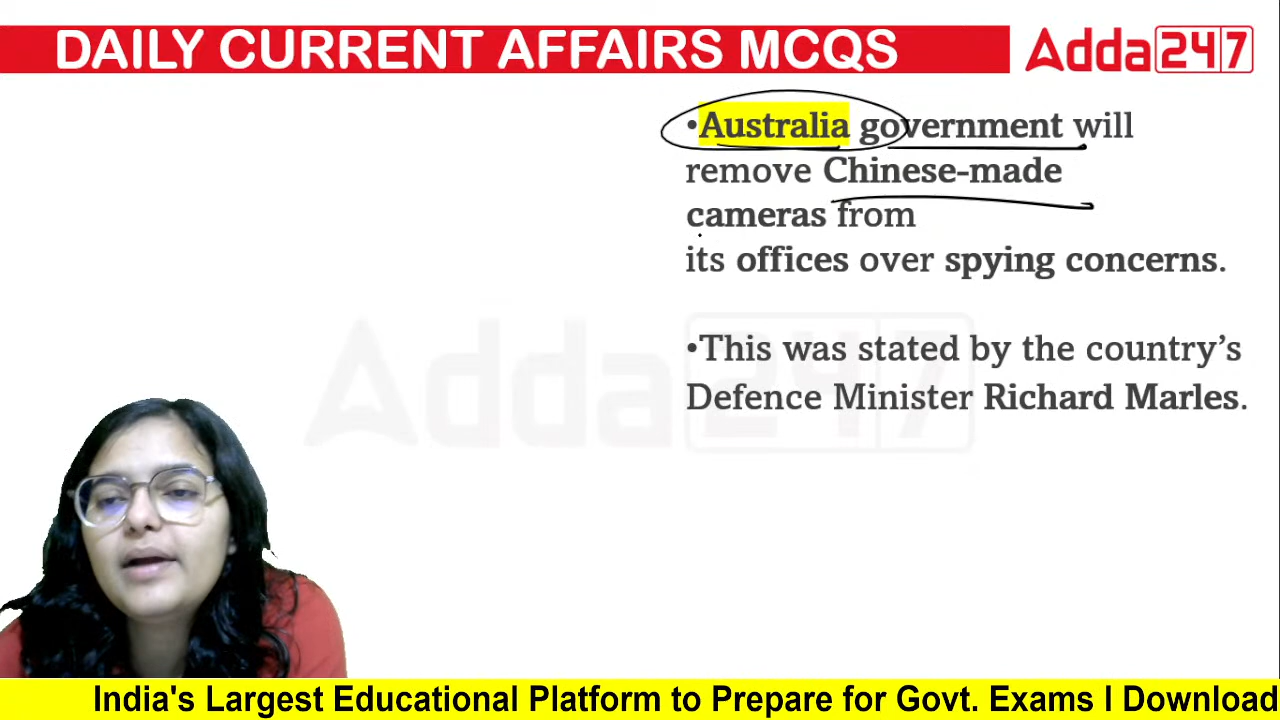 DAILY CURRENT AFFAIRS MCQS
Adda247
•Australia government will
remove Chinese-made
cameras from
its offices over spying concerns.
•This was stated by the country’s
Defence Minister Richard Marles.
Adda247
India's Largest Educational Platform to Prepare for Govt. Exams I Download